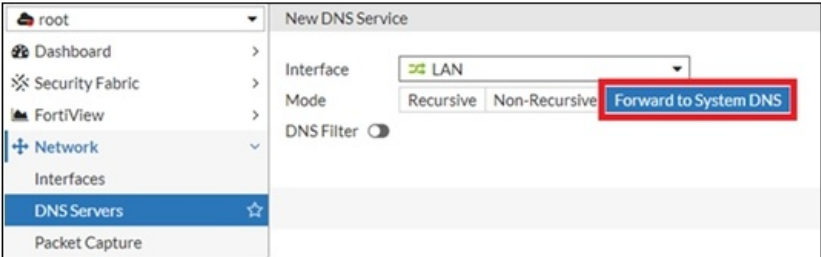 root
Dashboard
Security Fabric
FortiView
Network
Interfaces
DNS Servers
Packet Capture
New DNS Service
Interface LAN
Mode Recursive Non-Recursive Forward to System DNS
DNS Filter